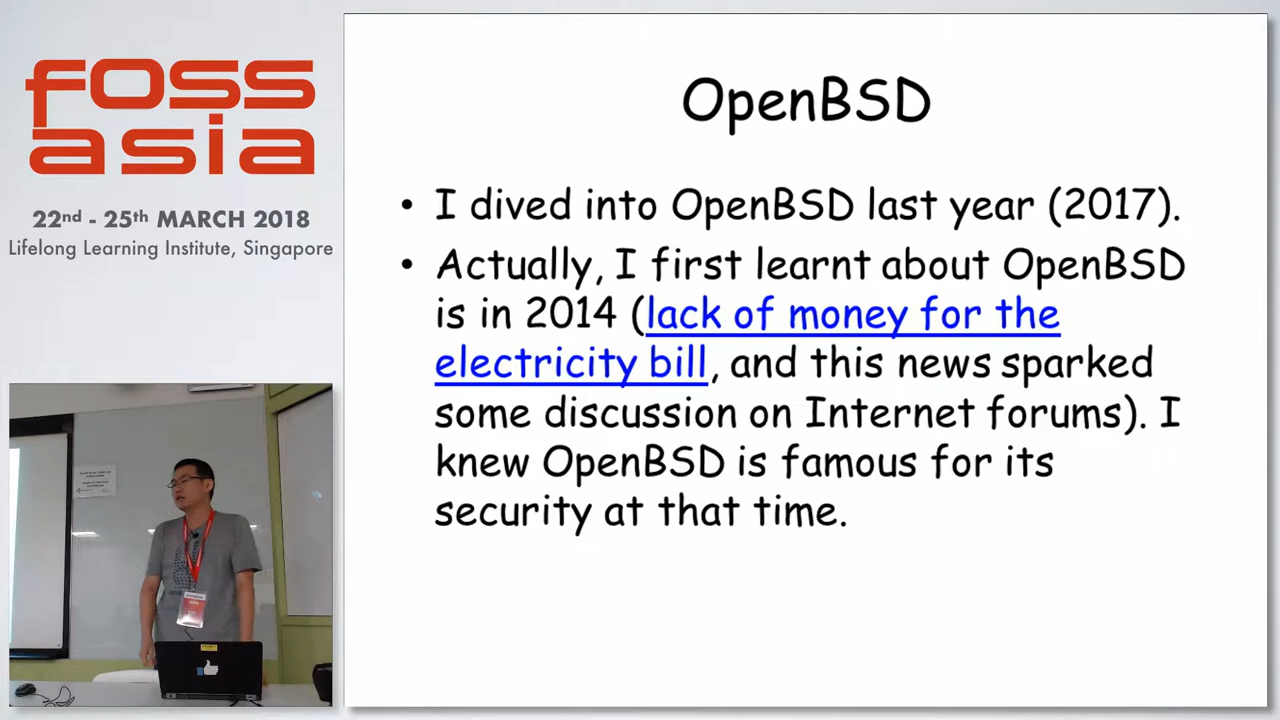 foss
asia
22nd - 25th MARCH 2018
Lifelong Learning Institute, Singapore
OpenBSD
• I dived into OpenBSD last year (2017).
• Actually, I first learnt about OpenBSD
is in 2014 (lack of money for the
electricity bill, and this news sparked
some discussion on Internet forums). I
knew OpenBSD is famous for its
security at that time.